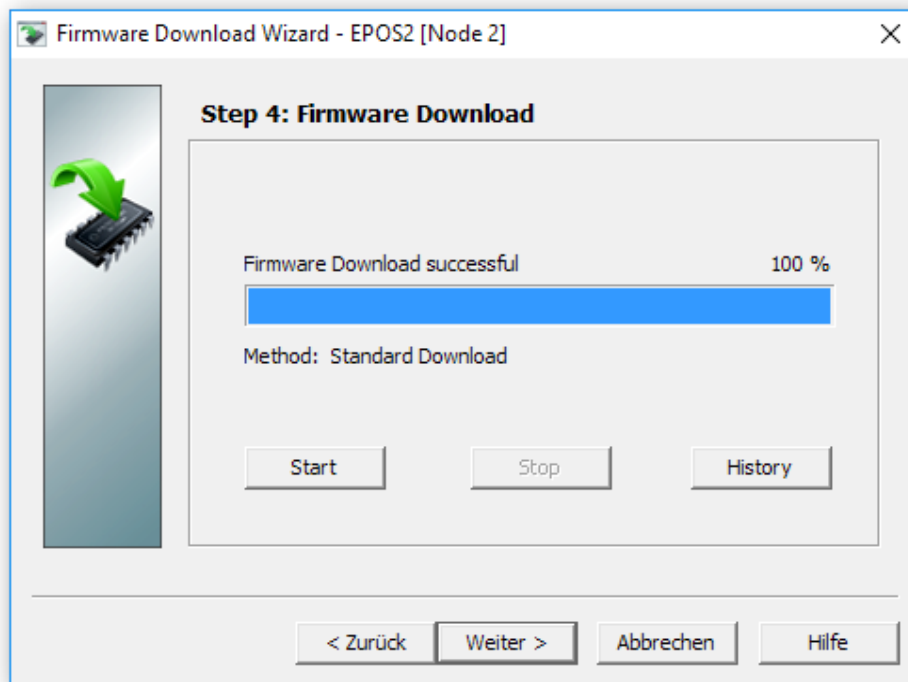 Firmware Download Wizard - EPOS2 [Node 2]
Step 4: Firmware Download
Firmware Download successful 100 %
Method: Standard Download
Start Stop History
< Zurück Weiter > Abbrechen Hilfe